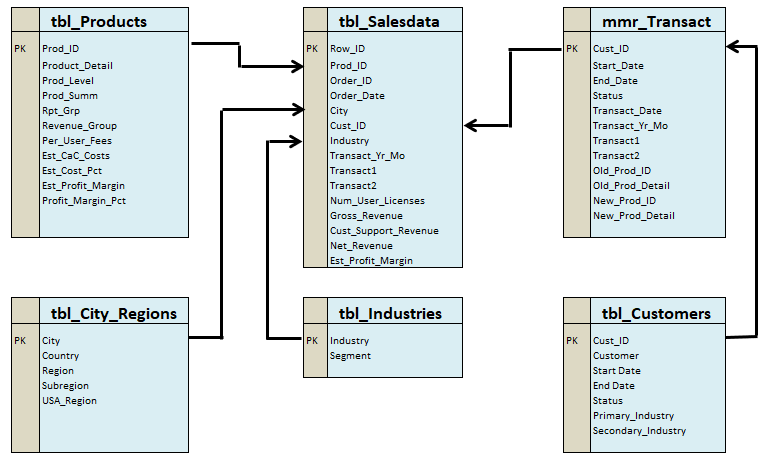 tbl_Products
PK Prod_ID
Product_Detail
Prod_Level
Prod_Summ
Rpt_Grp
Revenue_Group
Per_User_Fees
Est_CaC_Costs
Est_Cost_Pct
Est_Profit_Margin
Profit_Margin_Pct
tbl_Salesdata
PK Row_ID
Prod_ID
Order_ID
Order_Date
City
Cust_ID
Industry
Transact_Yr_Mo
Transact1
Transact2
Num_User_Licenses
Gross_Revenue
Cust_Support_Revenue
Net_Revenue
Est_Profit_Margin
mmr_Transact
PK Cust_ID
Start_Date
End_Date
Status
Transact_Date
Transact_Yr_Mo
Transact1
Transact2
Old_Prod_ID
Old_Prod_Detail
New_Prod_ID
New_Prod_Detail
tbl_City_Regions
PK City
Country
Region
Subregion
USA_Region
tbl_Industries
PK Industry
Segment
tbl_Customers
PK Cust_ID
Customer
Start Date
End Date
Status
Primary_Industry
Secondary_Industry